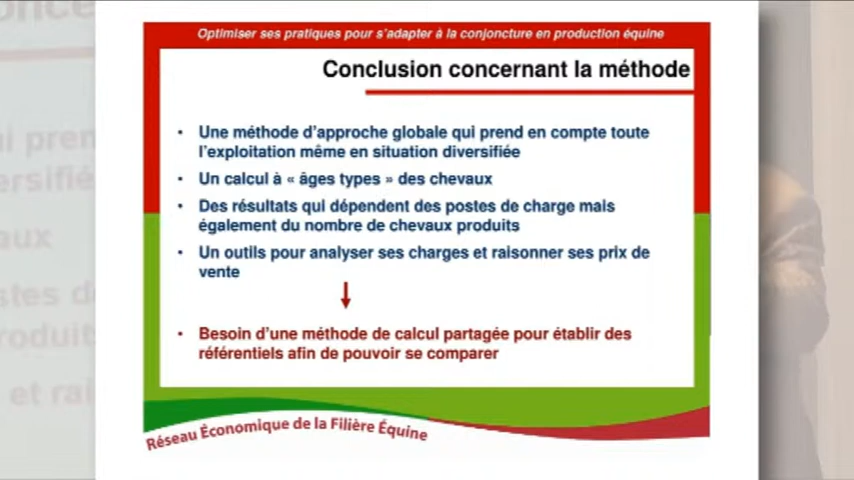 Optimiser ses pratiques pour s'adapter à la conjoncture en production équine
Conclusion concernant la méthode
• Une méthode d'approche globale qui prend en compte toute
l'exploitation même en situation diversifiée
• Un calcul à « âges types » des chevaux
• Des résultats qui dépendent des postes de charge mais
également du nombre de chevaux produits
• Un outils pour analyser ses charges et raisonner ses prix de
vente
• Besoin d'une méthode de calcul partagée pour établir des
référentiels afin de pouvoir se comparer
Réseau Économique de la Filière Équine